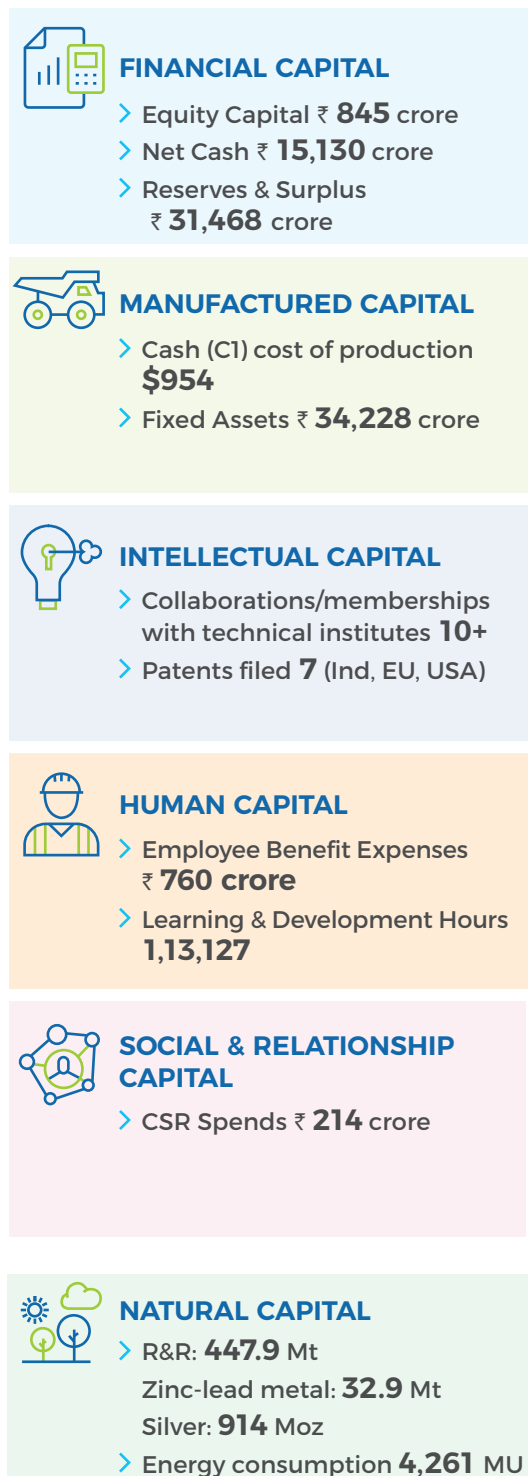 FINANCIAL CAPITAL
Equity Capital ₹ 845 crore
Net Cash ₹ 15,130 crore
Reserves & Surplus
₹ 31,468 crore
MANUFACTURED CAPITAL
Cash (C1) cost of production
$954
Fixed Assets ₹ 34,228 crore
INTELLECTUAL CAPITAL
Collaborations/memberships
with technical institutes 10+
Patents filed 7 (Ind, EU, USA)
HUMAN CAPITAL
Employee Benefit Expenses
₹ 760 crore
Learning & Development Hours
1,13,127
SOCIAL & RELATIONSHIP
CAPITAL
CSR Spends ₹ 214 crore
NATURAL CAPITAL
R&R: 447.9 Mt
Zinc-lead metal: 32.9 Mt
Silver: 914 Moz
Energy consumption 4,261 MU